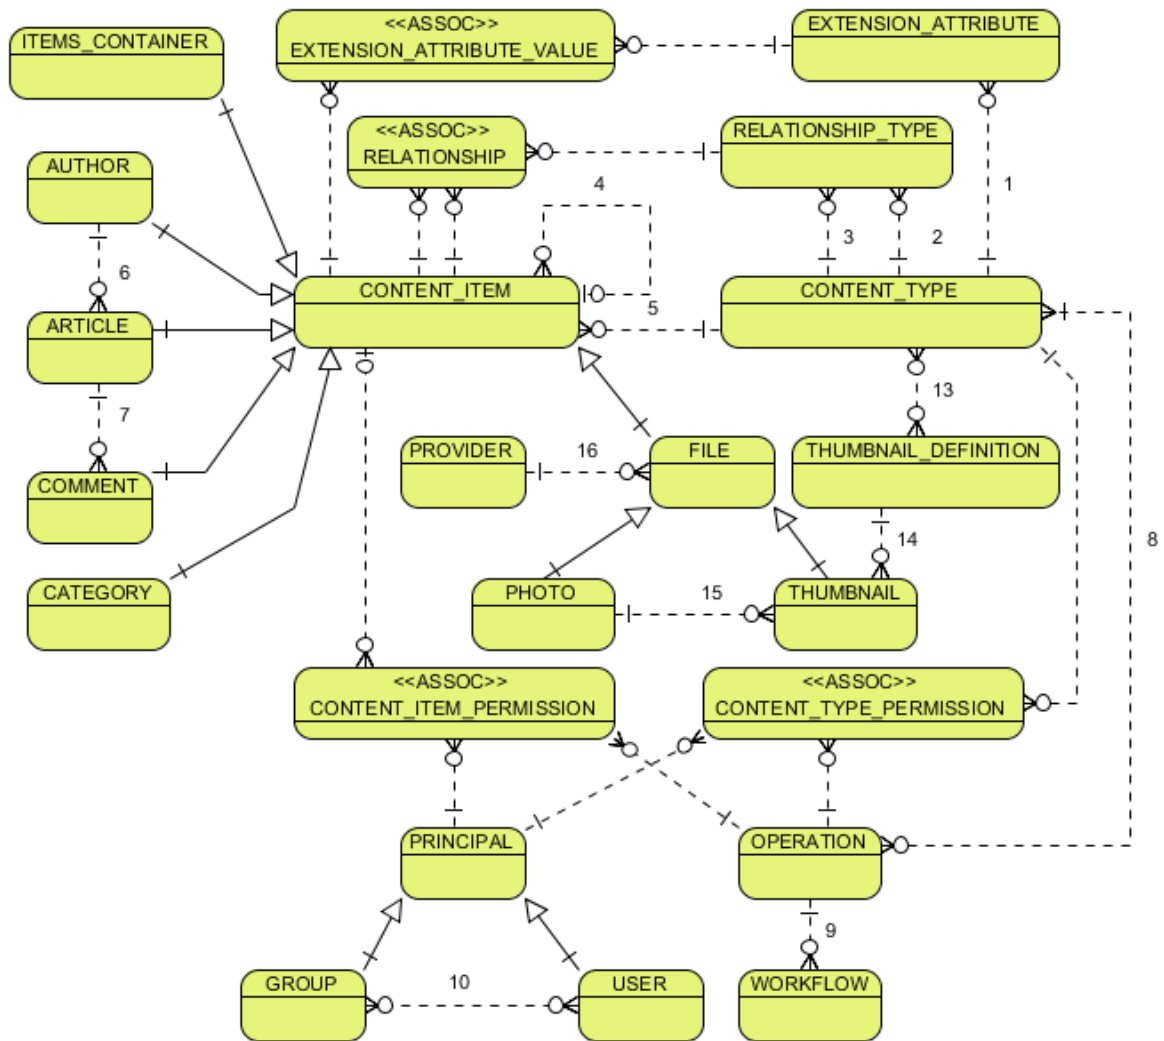 <<ASSOC>>
EXTENSION_ATTRIBUTE_VALUE
EXTENSION_ATTRIBUTE
ITEMS_CONTAINER
<<ASSOC>>
RELATIONSHIP
RELATIONSHIP_TYPE
AUTHOR
4
1
3
2
6
CONTENT_ITEM
CONTENT_TYPE
5
ARTICLE
13
7
PROVIDER
16
FILE
THUMBNAIL_DEFINITION
COMMENT
14
8
CATEGORY
PHOTO
15
THUMBNAIL
<<ASSOC>>
CONTENT_ITEM_PERMISSION
<<ASSOC>>
CONTENT_TYPE_PERMISSION
PRINCIPAL
OPERATION
9
GROUP
10
USER
WORKFLOW